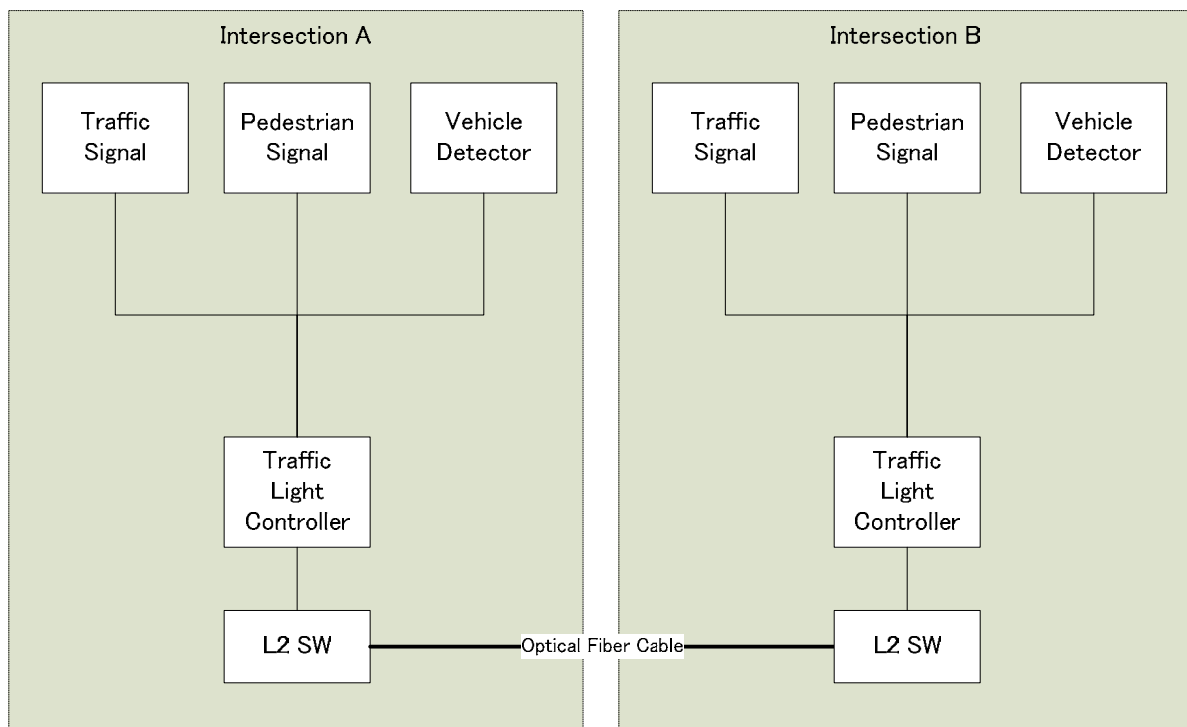 Intersection A
Traffic
Signal
Pedestrian
Signal
Vehicle
Detector
Traffic
Light
Controller
L2 SW
Optical Fiber Cable
Intersection B
Traffic
Signal
Pedestrian
Signal
Vehicle
Detector
Traffic
Light
Controller
L2 SW